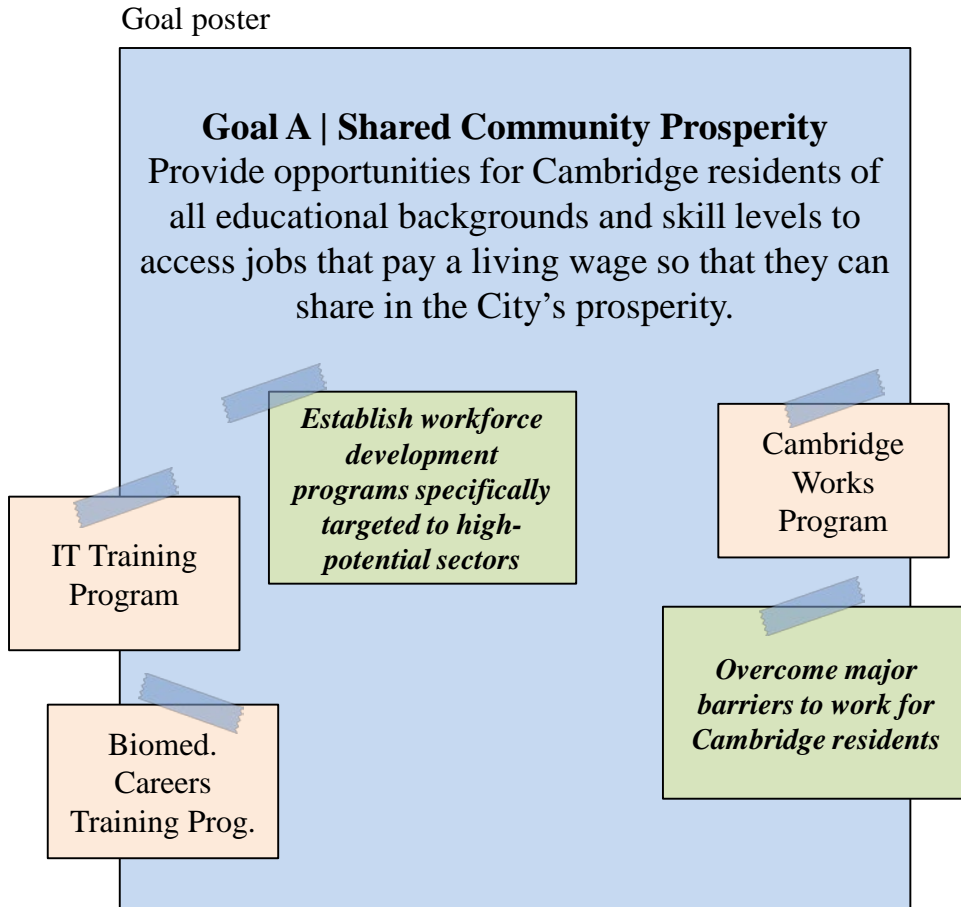 Goal poster
Goal A | Shared Community Prosperity
Provide opportunities for Cambridge residents of
all educational backgrounds and skill levels to
access jobs that pay a living wage so that they can
share in the City’s prosperity.
Establish workforce
development
programs specifically
targeted to high-
potential sectors
Cambridge
Works
Program
IT Training
Program
Overcome major
barriers to work for
Cambridge residents
Biomed.
Careers
Training Prog.